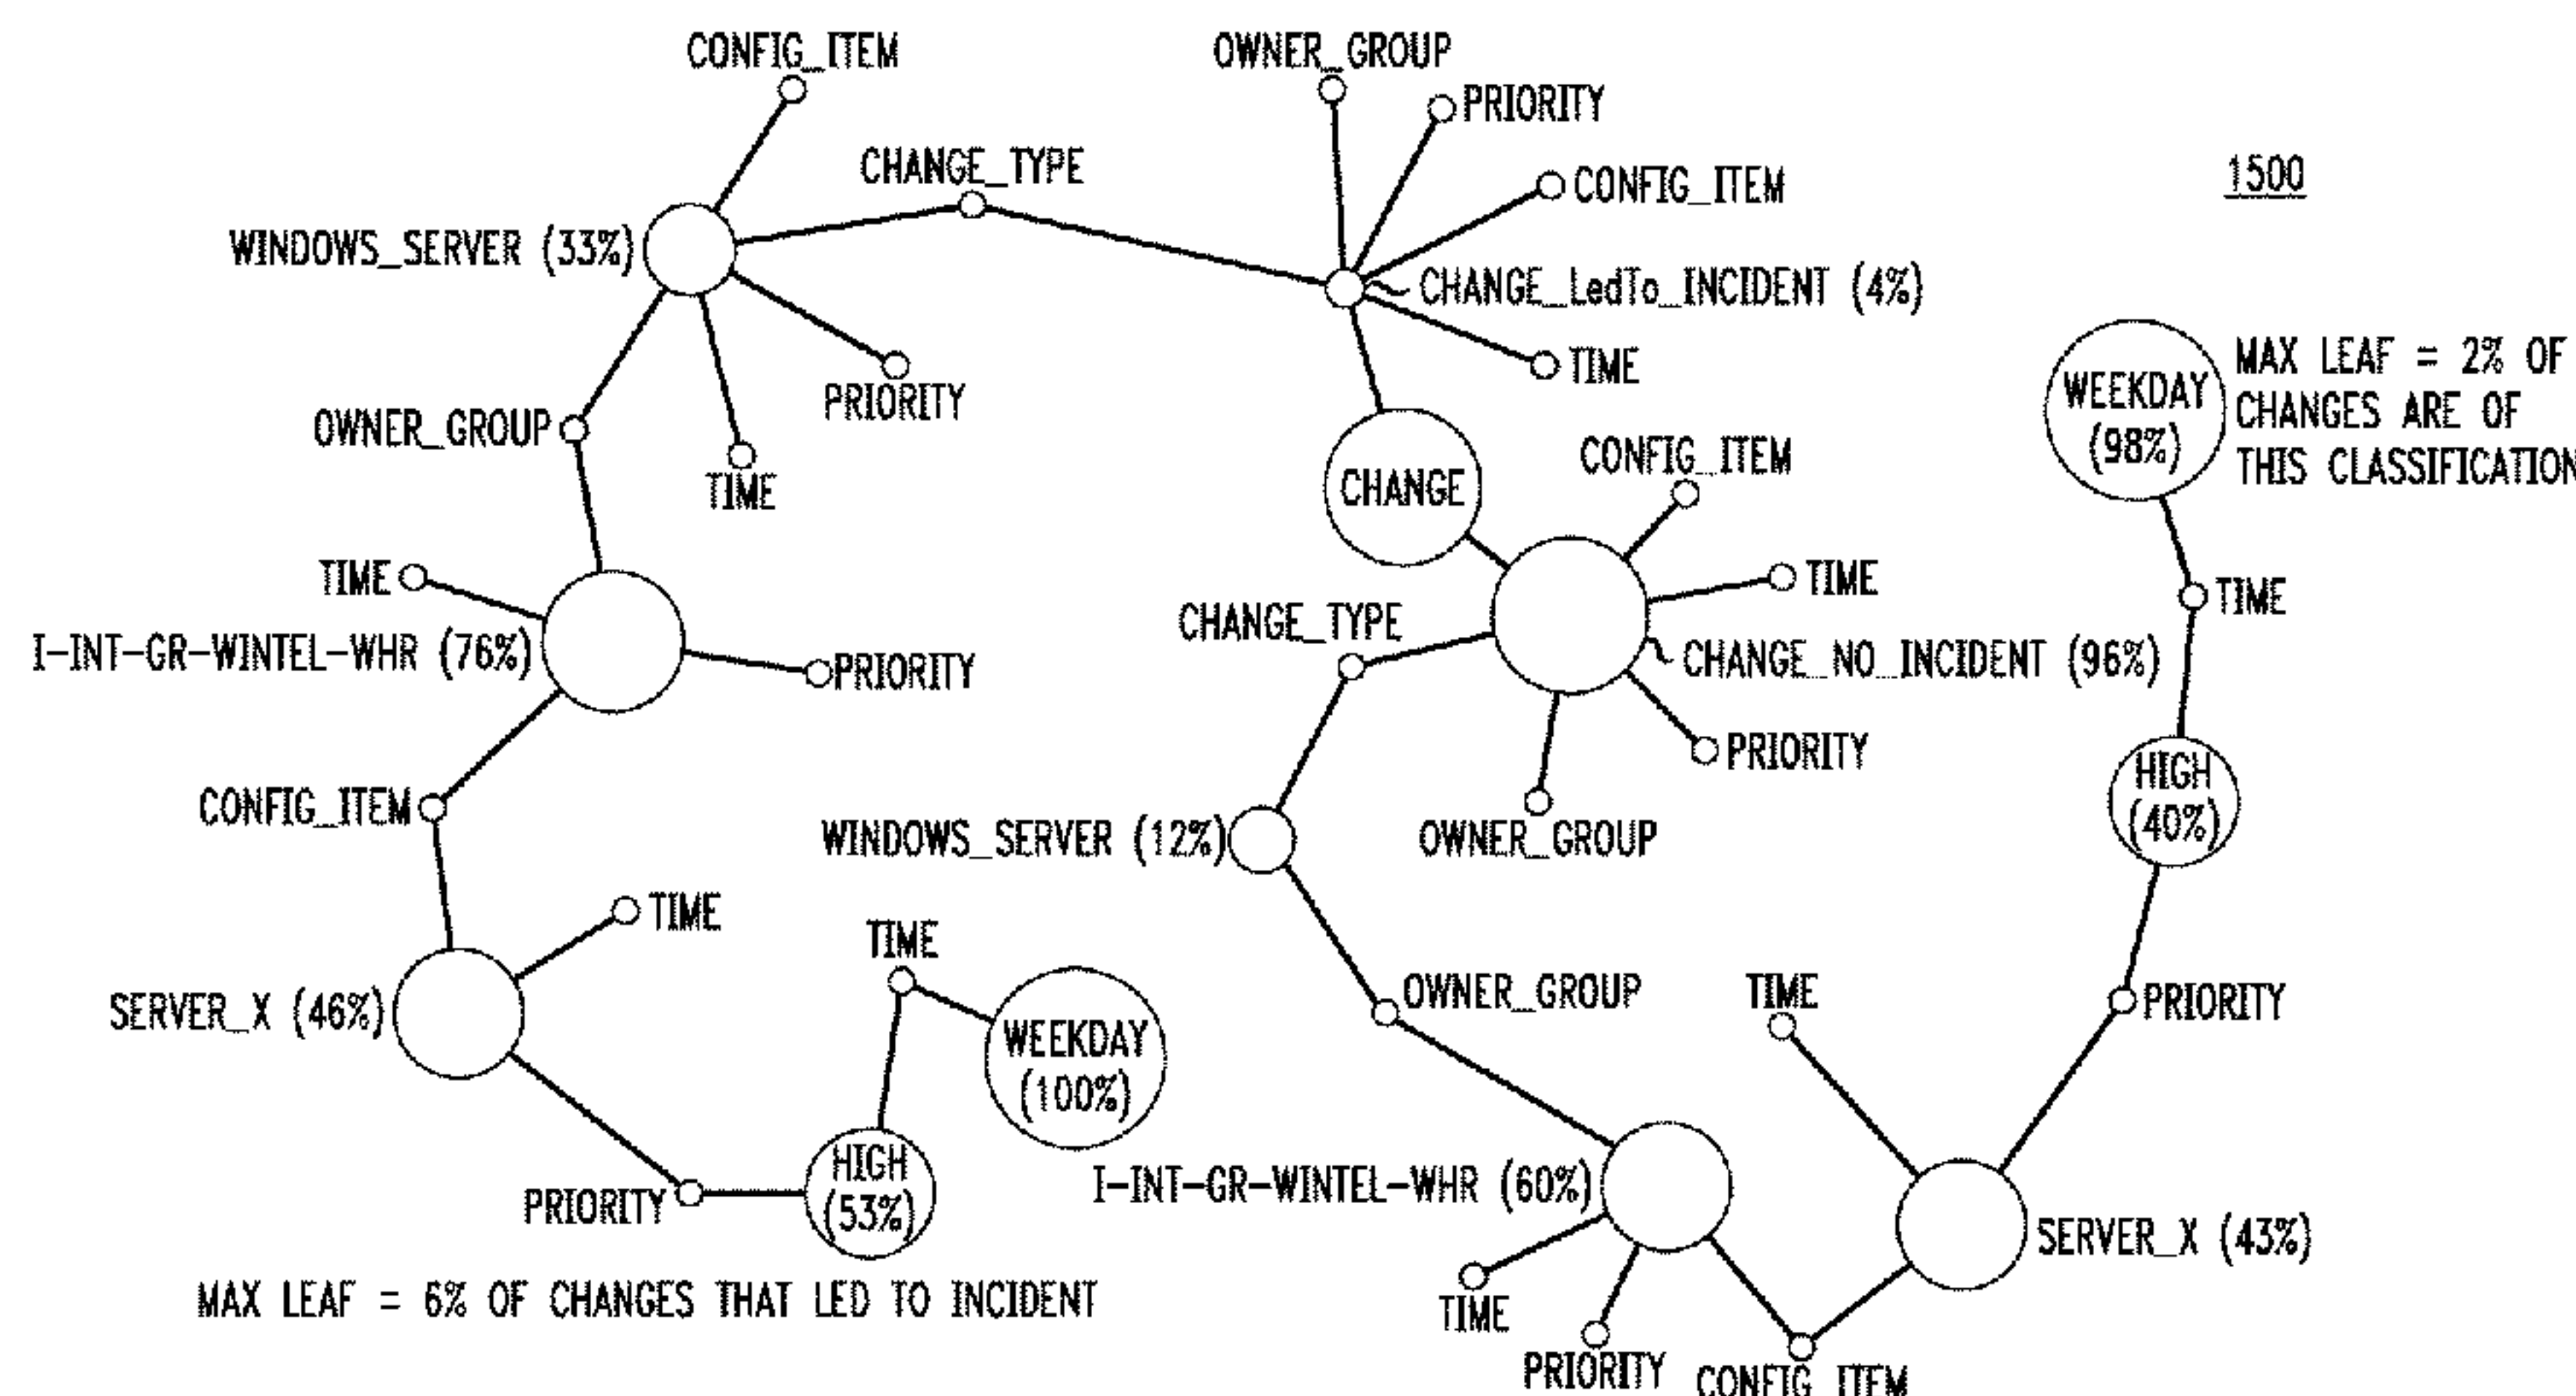 CONFIG_ITEM
OWNER_GROUP
PRIORITY
CHANGE_TYPE
CONFIG_ITEM
1500
WINDOWS_SERVER (33%)
CHANGE_LedTo_INCIDENT (4%)
TIME
PRIORITY
OWNER_GROUP
TIME
CHANGE
WEEKDAY
(98%)
MAX LEAF = 2% OF
CHANGES ARE OF
THIS CLASSIFICATION
CONFIG_ITEM
TIME
TIME
TIME
CHANGE_TYPE
I-INT-GR-WINTEL-WHR (76%)
PRIORITY
CHANGE_NO_INCIDENT (96%)
PRIORITY
HIGH
(40%)
CONFIG_ITEM
WINDOWS_SERVER (12%)
OWNER_GROUP
TIME
TIME
OWNER_GROUP
TIME
PRIORITY
SERVER_X (46%)
WEEKDAY
(100%)
HIGH
(53%)
PRIORITY
I-INT-GR-WINTEL-WHR (60%)
SERVER_X (43%)
MAX LEAF = 6% OF CHANGES THAT LED TO INCIDENT
TIME
PRIORITY
CONFIG_ITEM